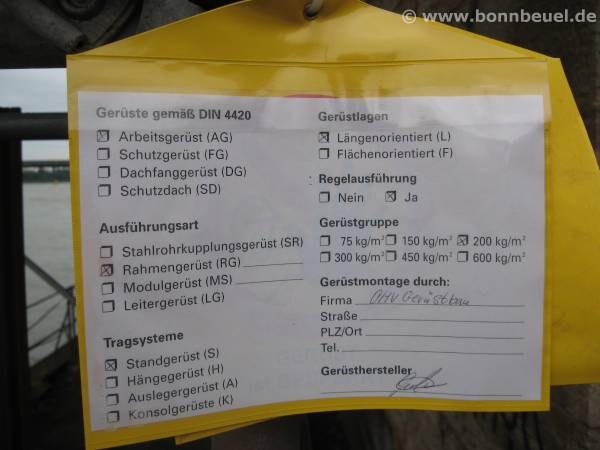 © www.bonnbeuel.de
Gerüste gemäß DIN 4420
Arbeitsgerüst (AG)
Schutzgerüst (FG)
Dachfanggerüst (DG)
Schutzdach (SD)
Ausführungsart
Stahlrohrkupplungsgerüst (SR)
Rahmengerüst (RG)
Modulgerüst (MS)
Leitergerüst (LG)
Tragsysteme
Standgerüst (S)
Hängegerüst (H)
Auslegergerüst (A)
Konsolgerüste (K)
Gerüstlagen
Längenorientiert (L)
Flächenorientiert (F)
Regelausführung
Nein Ja
Gerüstgruppe
75 kg/m² 150 kg/m² 200 kg/m²
300 kg/m² 450 kg/m² 600 kg/m²
Gerüstmontage durch:
Firma OHV Gerüstbau
Straße
PLZ/Ort
Tel.
Gerüsthersteller